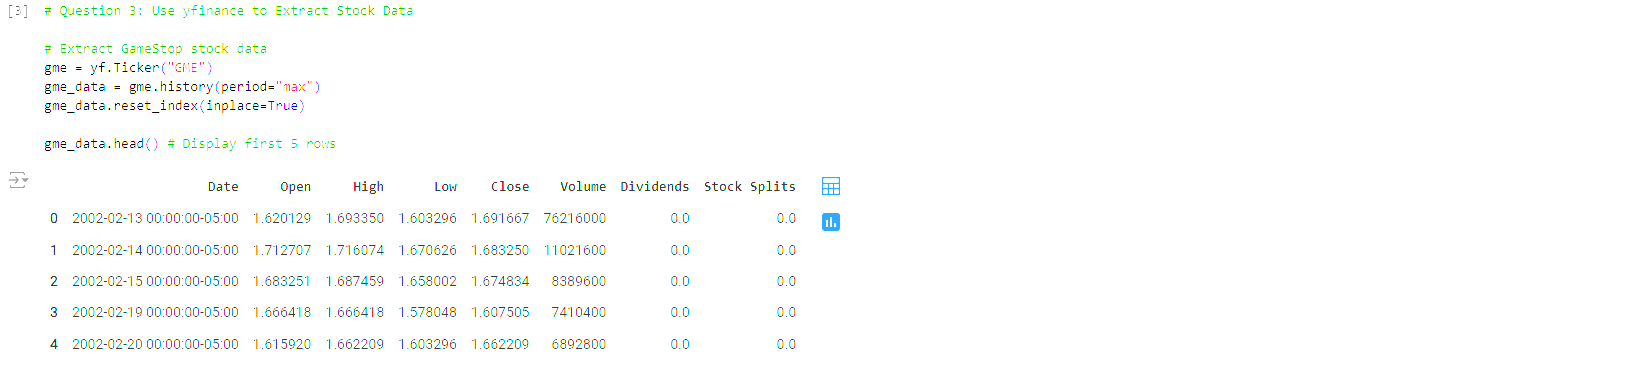 [3] # Question 3: Use yfinance to Extract Stock Data
# Extract GameStop stock data
gme = yf.Ticker("GME")
gme_data = gme.history(period="max")
gme_data.reset_index(inplace=True)
gme_data.head() # Display first 5 rows
Date Open High Low Close Volume Dividends Stock Splits
0 2002-02-13 00:00:00-05:00 1.620129 1.693350 1.603296 1.691667 76216000 0.0 0.0
1 2002-02-14 00:00:00-05:00 1.712707 1.716074 1.670626 1.683250 11021600 0.0 0.0
2 2002-02-15 00:00:00-05:00 1.683251 1.687459 1.658002 1.674834 8389600 0.0 0.0
3 2002-02-19 00:00:00-05:00 1.666418 1.666418 1.578048 1.607505 7410400 0.0 0.0
4 2002-02-20 00:00:00-05:00 1.615920 1.662209 1.603296 1.662209 6892800 0.0 0.0